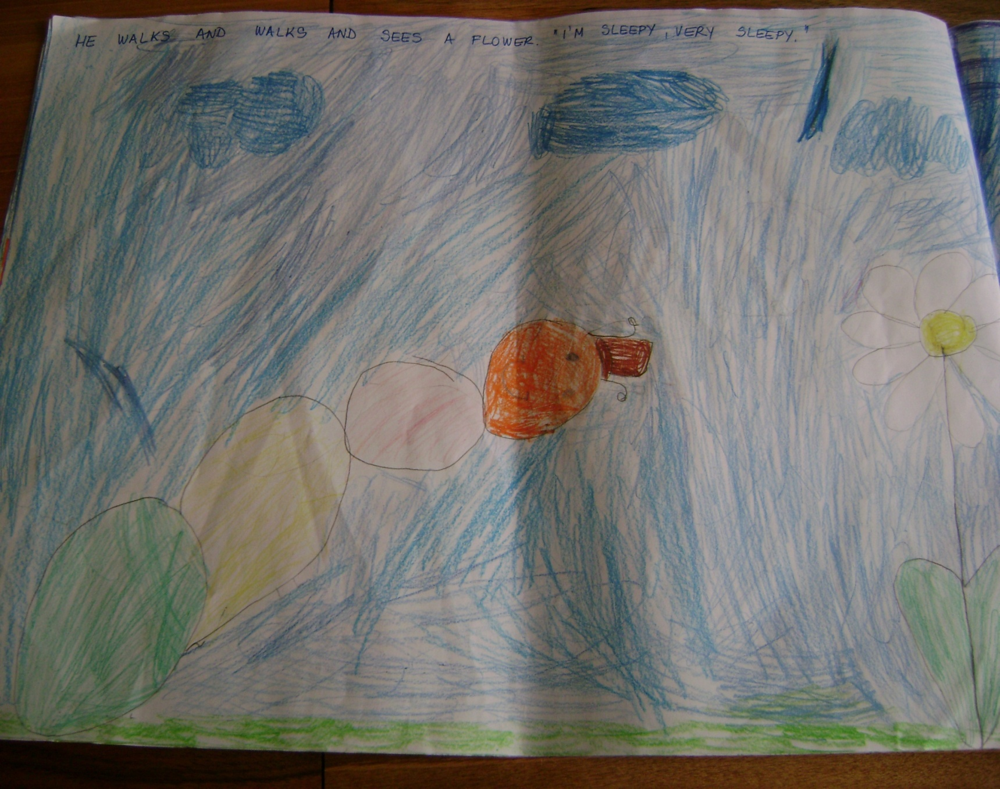 HE WALKS AND WALKS AND SEES A FLOWER. "I'M SLEEPY, VERY SLEEPY."